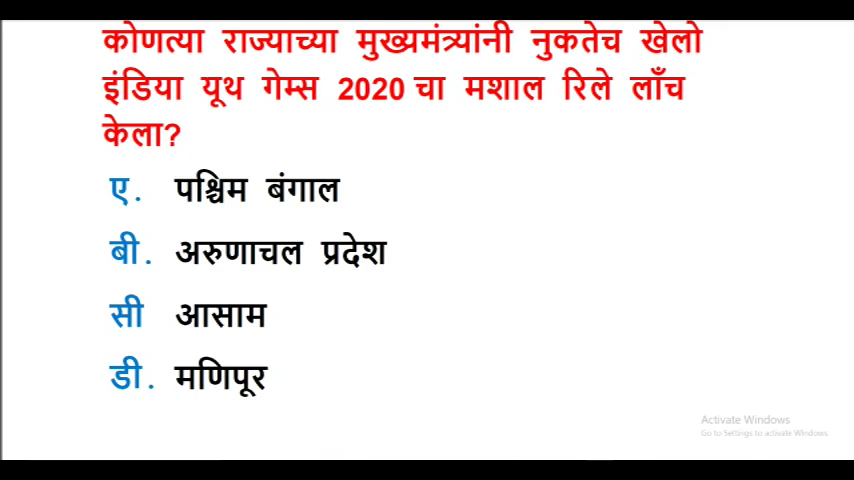 कोणत्या राज्याच्या मुख्यमंत्र्यांनी नुकतेच खेलो
इंडिया यूथ गेम्स 2020 चा मशाल रिले लाँच
केला?
ए. पश्चिम बंगाल
बी. अरुणाचल प्रदेश
सी आसाम
डी. मणिपूर
Activate Windows
Go to Settings to activate Windows.